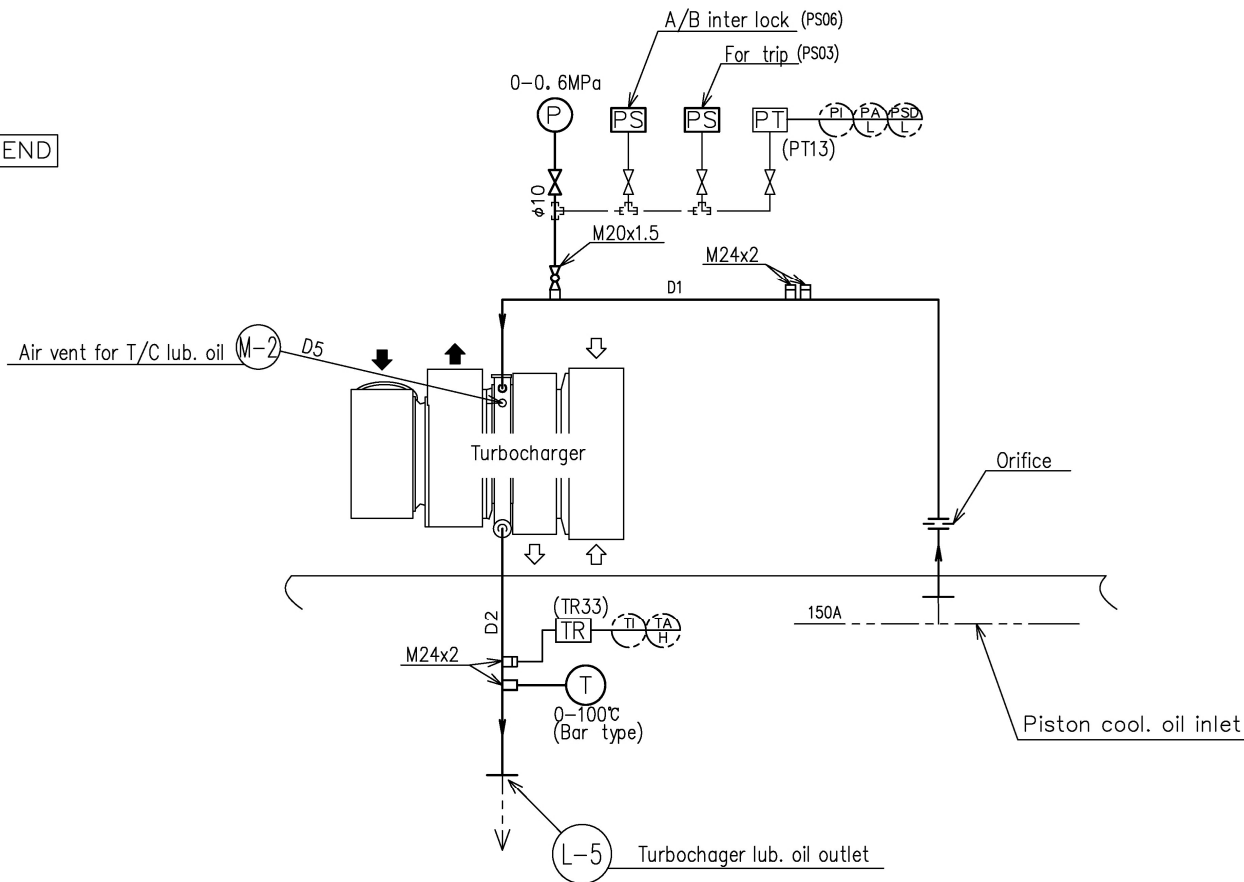 A/B inter lock (PS06)
For trip (PS03)
0-0. 6MPa
P
PS
PS
PT
PI
PA
L
PSD
L
(PT13)
END
φ10
M20x1.5
M24x2
D1
Air vent for T/C lub. oil
M-2
D5
Turbocharger
Orifice
150A
(TR33)
TR
TI
TA
H
D2
M24x2
T
0-100℃
(Bar type)
Piston cool. oil inlet
L-5
Turbochager lub. oil outlet